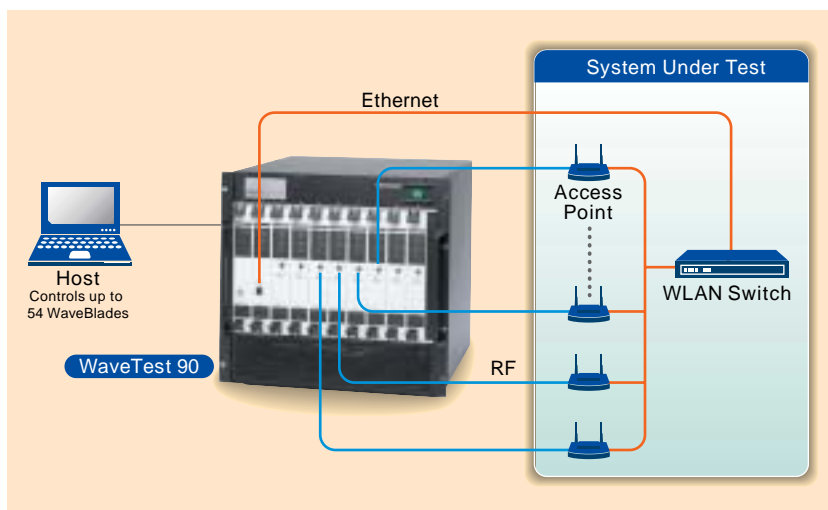 System Under Test
Ethernet
Access
Point
Host
Controls up to
54 WaveBlades
WLAN Switch
WaveTest 90
RF